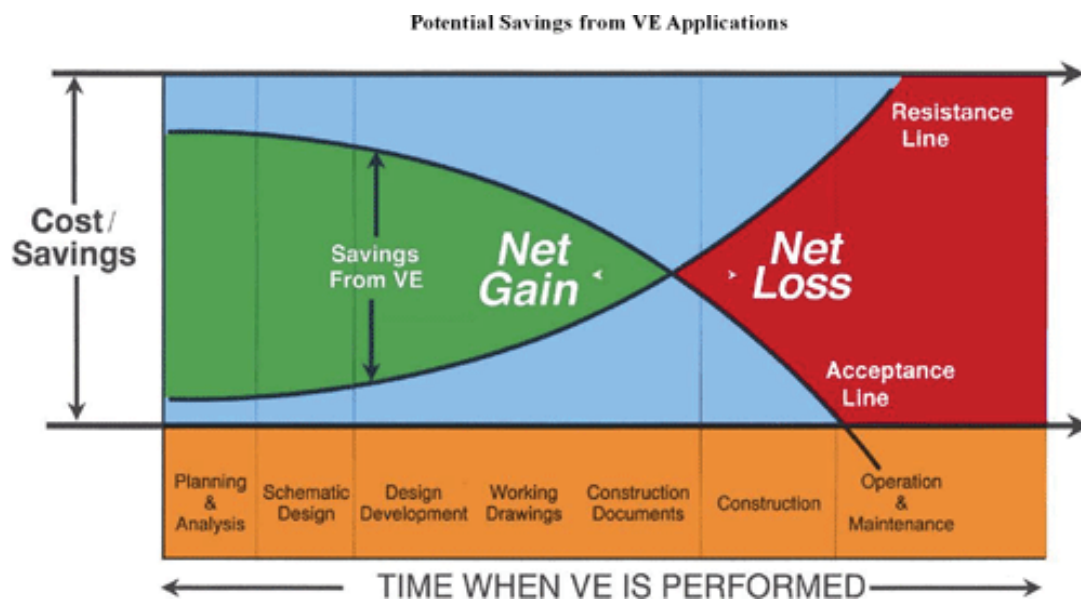 Potential Savings from VE Applications
Cost/
Savings
Savings
From VE
Net
Gain
Net
Loss
Resistance
Line
Acceptance
Line
Planning
&
Analysis
Schematic
Design
Design
Development
Working
Drawings
Construction
Documents
Construction
Operation
&
Maintenance
TIME WHEN VE IS PERFORMED